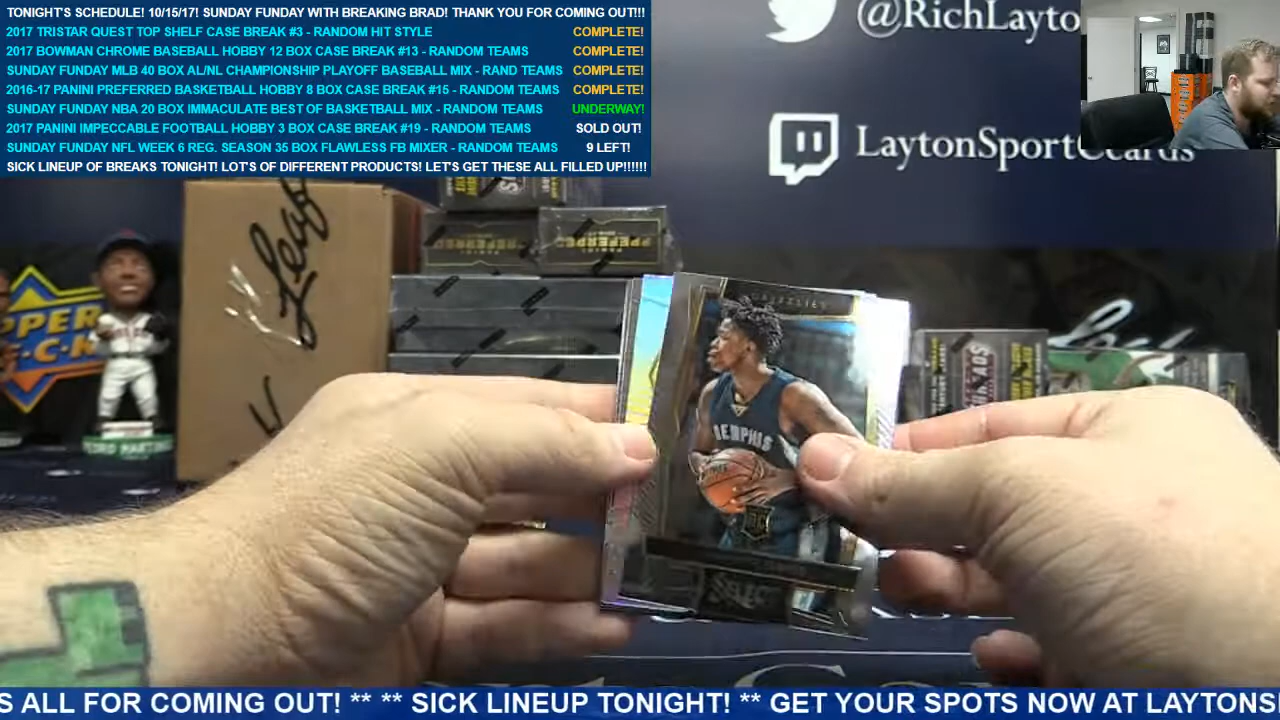 TONIGHT'S SCHEDULE! 10/15/17! SUNDAY FUNDAY WITH BREAKING BRAD! THANK YOU FOR COMING OUT!!!
2017 TRISTAR QUEST TOP SHELF CASE BREAK #3 - RANDOM HIT STYLE COMPLETE!
2017 BOWMAN CHROME BASEBALL HOBBY 12 BOX CASE BREAK #13 - RANDOM TEAMS COMPLETE!
SUNDAY FUNDAY MLB 40 BOX AL/NL CHAMPIONSHIP PLAYOFF BASEBALL MIX - RAND TEAMS COMPLETE!
2016-17 PANINI PREFERRED BASKETBALL HOBBY 8 BOX CASE BREAK #15 - RANDOM TEAMS COMPLETE!
SUNDAY FUNDAY NBA 20 BOX IMMACULATE BEST OF BASKETBALL MIX - RANDOM TEAMS UNDERWAY!
2017 PANINI IMPECCABLE FOOTBALL HOBBY 3 BOX CASE BREAK #19 - RANDOM TEAMS SOLD OUT!
SUNDAY FUNDAY NFL WEEK 6 REG. SEASON 35 BOX FLAWLESS FB MIXER - RANDOM TEAMS 9 LEFT!
SICK LINEUP OF BREAKS TONIGHT! LOT'S OF DIFFERENT PRODUCTS! LET'S GET THESE ALL FILLED UP!!!!!!
@RichLayto
LaytonSportsCards
PREFERRED
GRIZZLIES
MEMPHIS
RC
SELECT
S ALL FOR COMING OUT! ** ** SICK LINEUP TONIGHT! ** GET YOUR SPOTS NOW AT LAYTONS